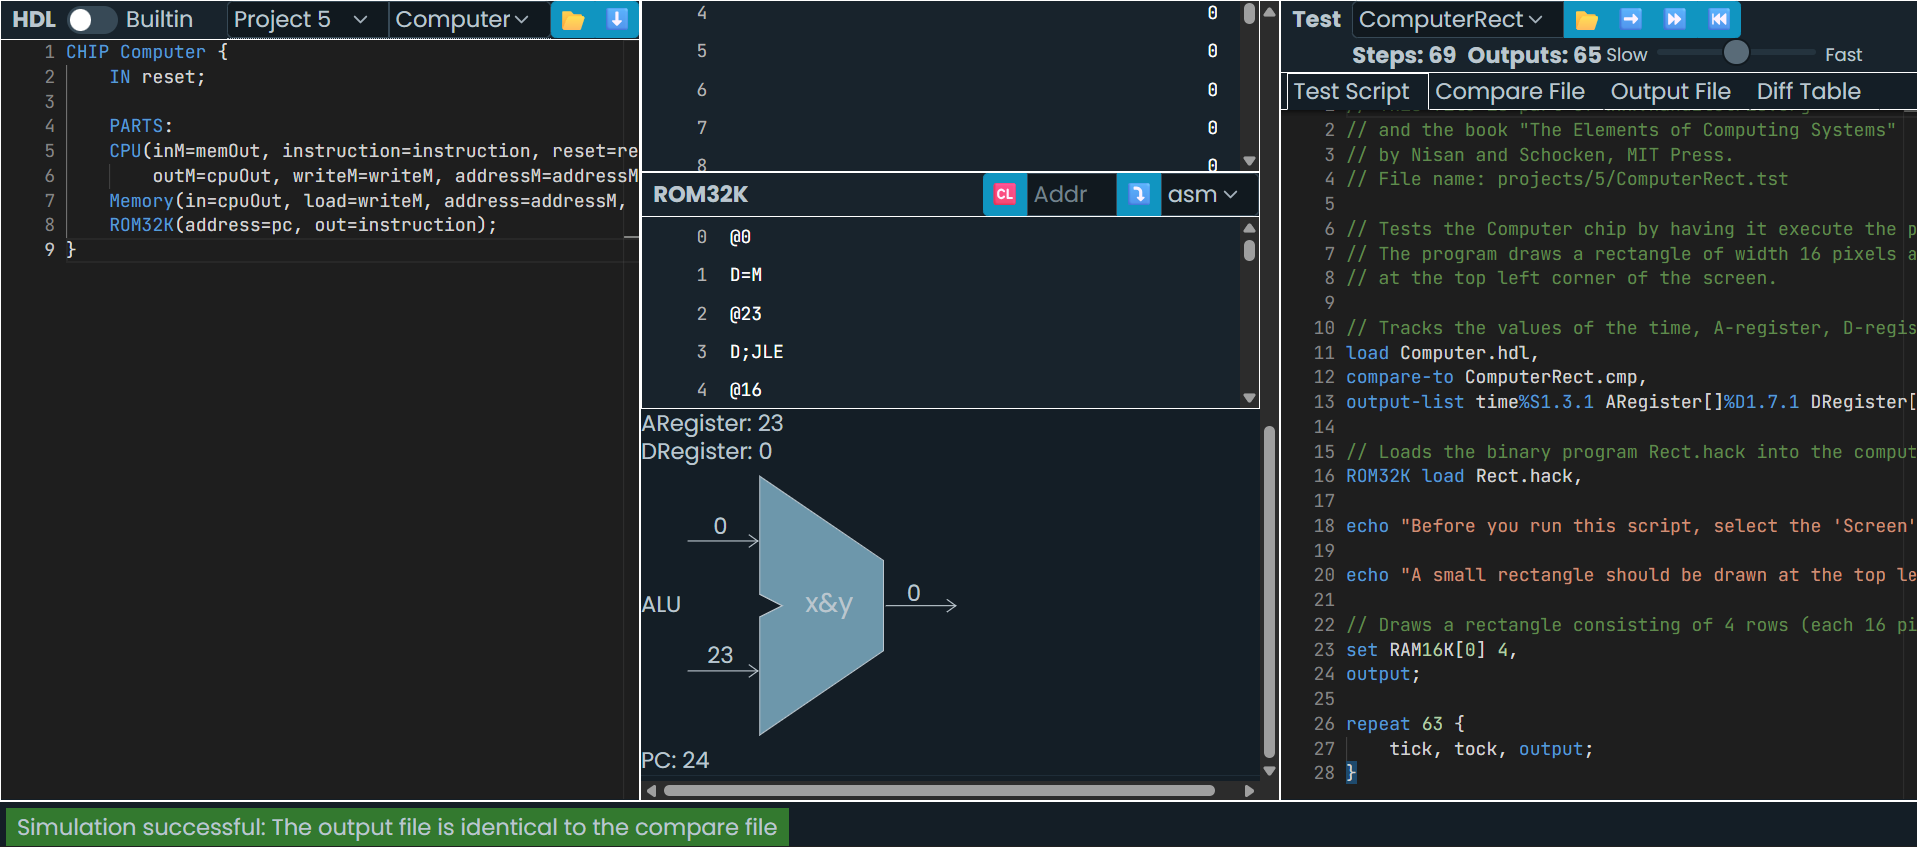 HDL Builtin Project 5 Computer
1 CHIP Computer {
2 IN reset;
3
4 PARTS:
5 CPU(inM=memOut, instruction=instruction, reset=re
6 outM=cpuOut, writeM=writeM, addressM=addressM
7 Memory(in=cpuOut, load=writeM, address=addressM,
8 ROM32K(address=pc, out=instruction);
9 }
4 0
5 0
6 0
7 0
8 0
ROM32K CL Addr asm
0 @0
1 D=M
2 @23
3 D;JLE
4 @16
ARegister: 23
DRegister: 0
0
ALU x&y 0
23
PC: 24
Test ComputerRect
Steps: 69 Outputs: 65 Slow Fast
Test Script Compare File Output File Diff Table
2 // and the book "The Elements of Computing Systems"
3 // by Nisan and Schocken, MIT Press.
4 // File name: projects/5/ComputerRect.tst
5
6 // Tests the Computer chip by having it execute the p
7 // The program draws a rectangle of width 16 pixels a
8 // at the top left corner of the screen.
9
10 // Tracks the values of the time, A-register, D-regis
11 load Computer.hdl,
12 compare-to ComputerRect.cmp,
13 output-list time%S1.3.1 ARegister[]%D1.7.1 DRegister[
14
15 // Loads the binary program Rect.hack into the comput
16 ROM32K load Rect.hack,
17
18 echo "Before you run this script, select the 'Screen'
19
20 echo "A small rectangle should be drawn at the top le
21
22 // Draws a rectangle consisting of 4 rows (each 16 pi
23 set RAM16K[0] 4,
24 output;
25
26 repeat 63 {
27 tick, tock, output;
28 }
Simulation successful: The output file is identical to the compare file